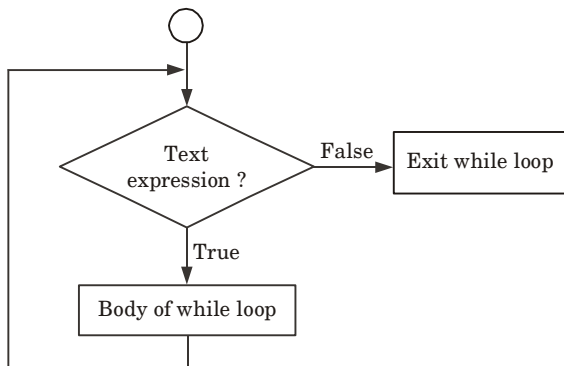 Text
expression ?
False
Exit while loop
True
Body of while loop